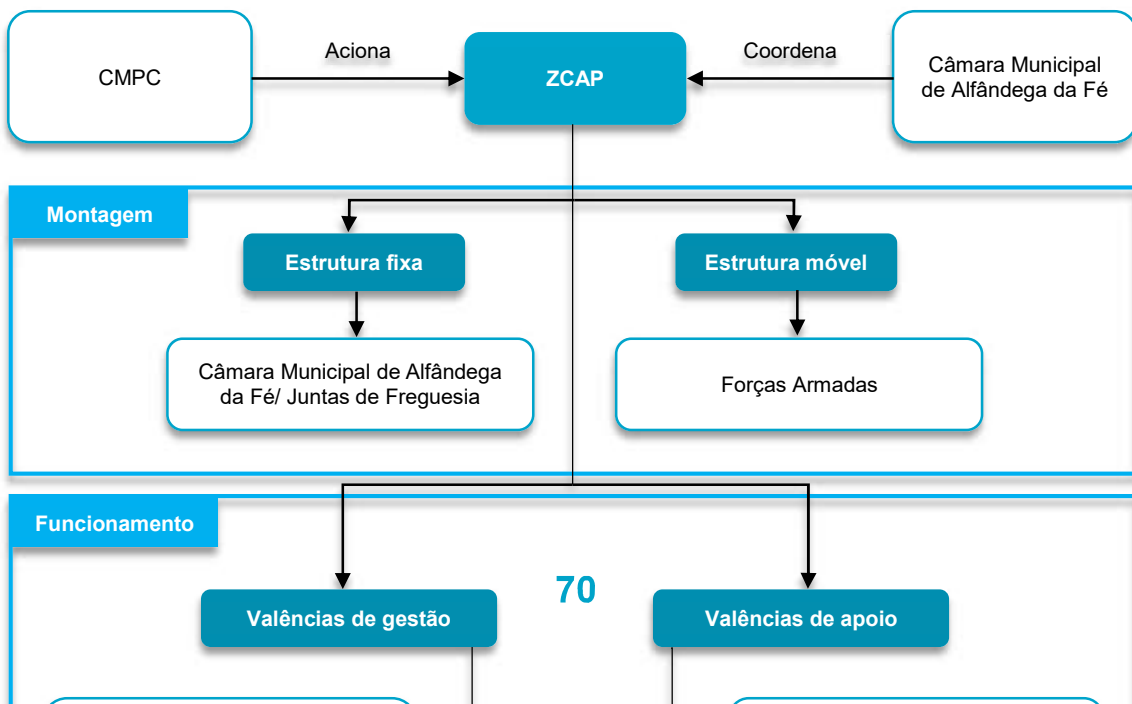 CMPC
Aciona
ZCAP
Coordena
Câmara Municipal
de Alfândega da Fé
Montagem
Estrutura fixa
Estrutura móvel
Câmara Municipal de Alfândega
da Fé/ Juntas de Freguesia
Forças Armadas
Funcionamento
70
Valências de gestão
Valências de apoio